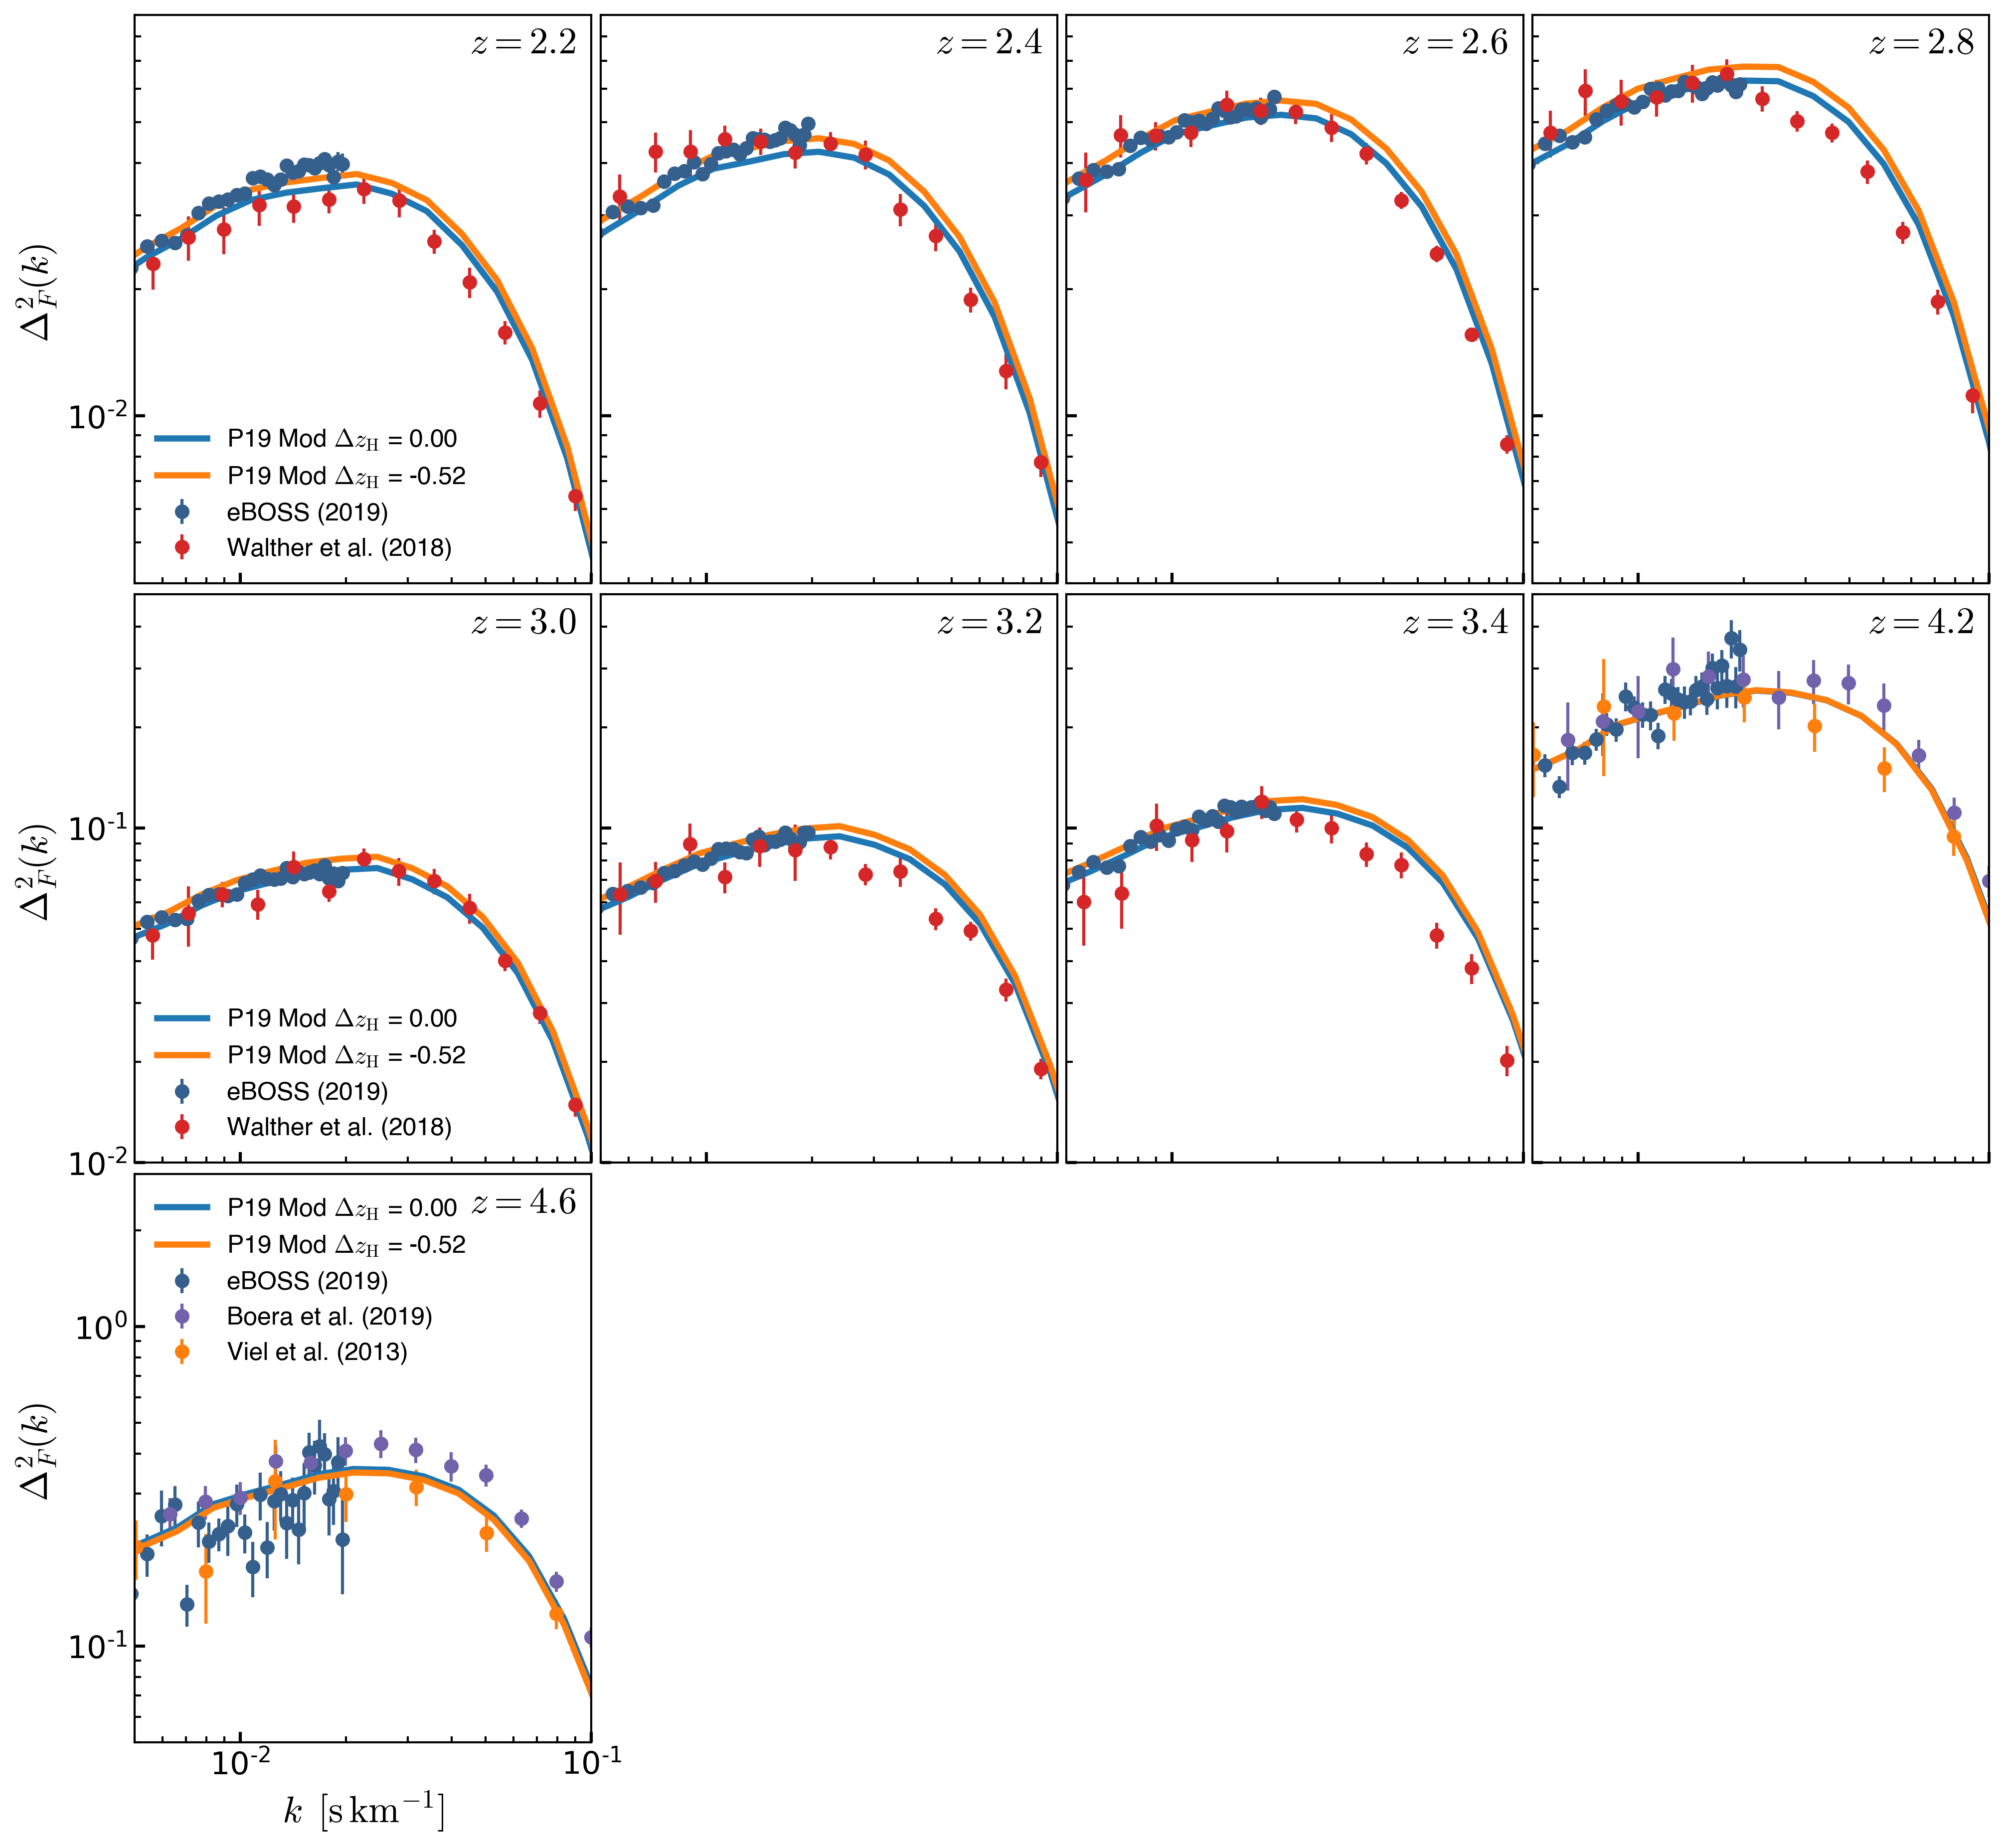 z = 2.2
z = 2.4
z = 2.6
z = 2.8
Δ²_F(k)
10⁻²
P19 Mod Δz_H = 0.00
P19 Mod Δz_H = -0.52
eBOSS (2019)
Walther et al. (2018)
z = 3.0
z = 3.2
z = 3.4
z = 4.2
Δ²_F(k)
10⁻¹
P19 Mod Δz_H = 0.00
P19 Mod Δz_H = -0.52
eBOSS (2019)
Walther et al. (2018)
10⁻²
P19 Mod Δz_H = 0.00
z = 4.6
P19 Mod Δz_H = -0.52
eBOSS (2019)
Boera et al. (2019)
Viel et al. (2013)
10⁰
Δ²_F(k)
10⁻¹
10⁻² 10⁻¹
k [s km⁻¹]